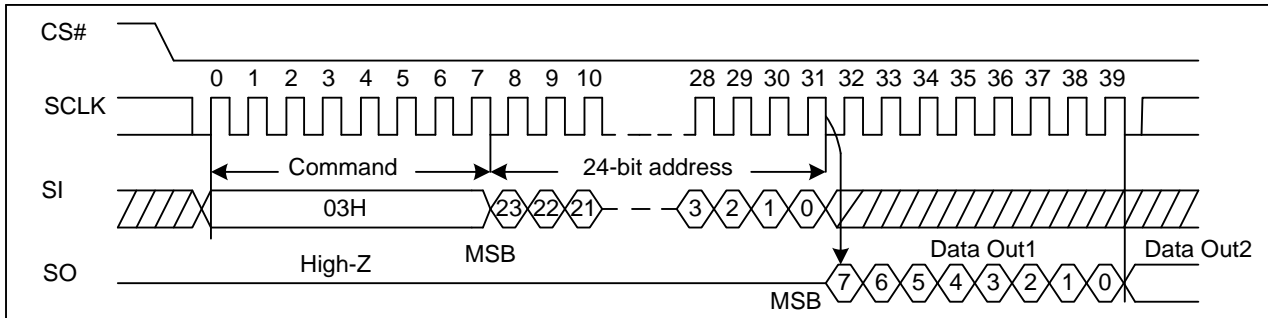 CS#
0 1 2 3 4 5 6 7 8 9 10 28 29 30 31 32 33 34 35 36 37 38 39
SCLK
Command 24-bit address
SI 03H 23 22 21 3 2 1 0
High-Z MSB Data Out1 Data Out2
SO MSB 7 6 5 4 3 2 1 0